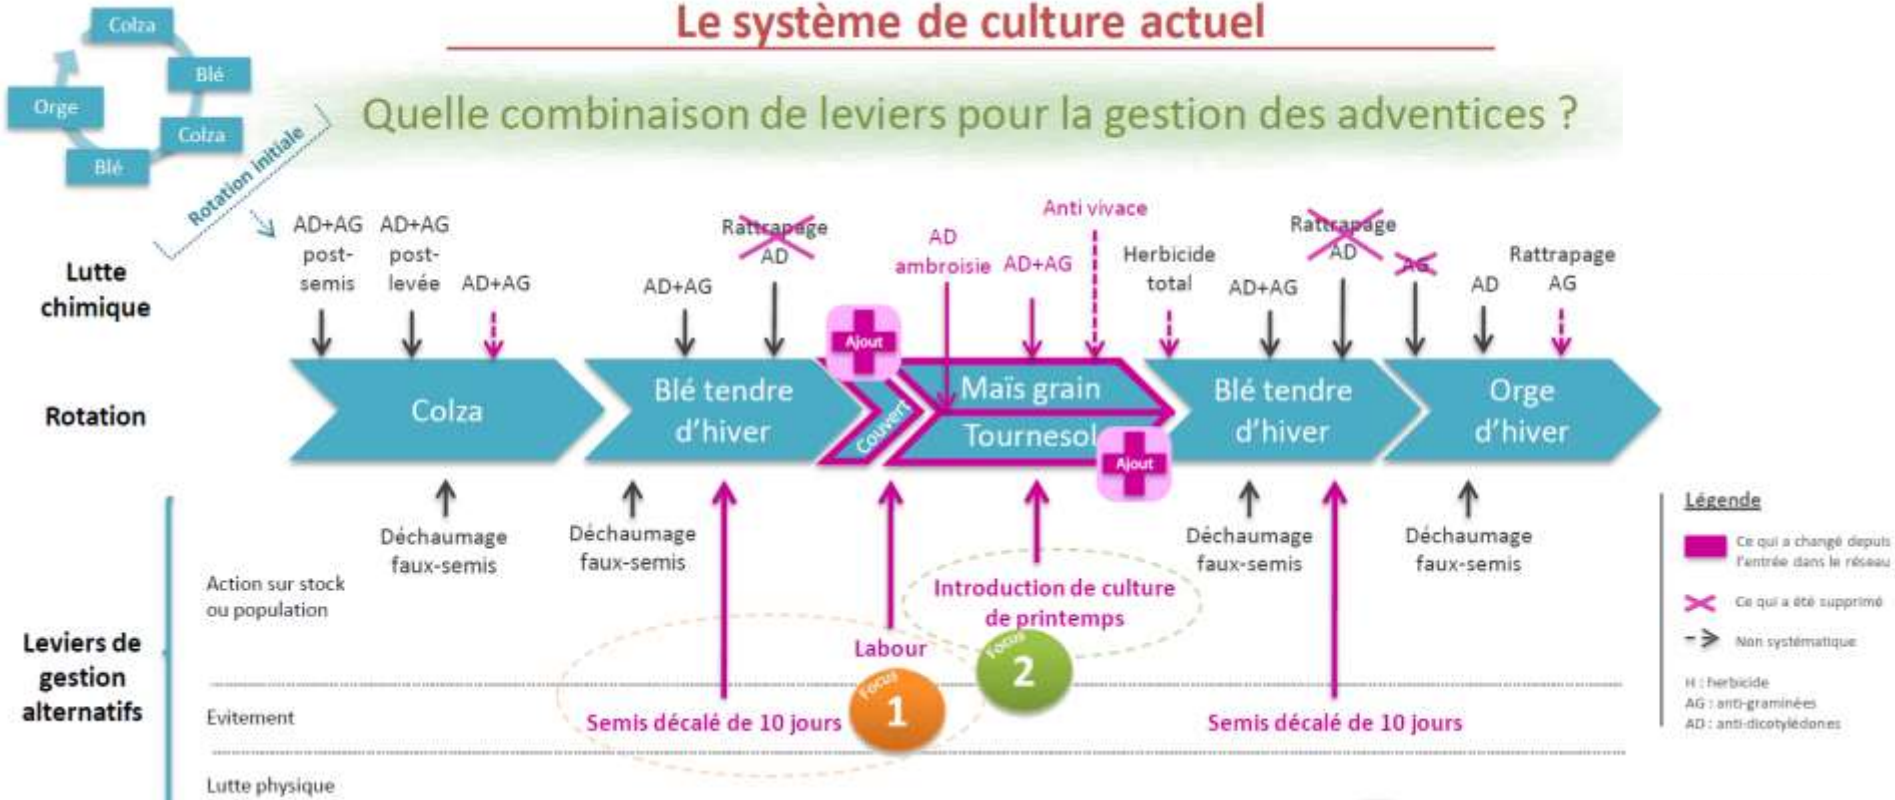 Le système de culture actuel
Quelle combinaison de leviers pour la gestion des adventices ?
Colza
Blé
Colza
Blé
Orge
Rotation initiale
Lutte
chimique
AD+AG
post-
semis
AD+AG
post-
levée
AD+AG
AD+AG
Rattrapage
AD
AD
ambroisie
AD+AG
Anti vivace
Herbicide
total
AD+AG
Rattrapage
AD
AG
AD
Rattrapage
AG
Rotation
Colza
Blé tendre
d’hiver
Ajout
Couvert
Maïs grain
Tournesol
Ajout
Blé tendre
d’hiver
Orge
d’hiver
Leviers de
gestion
alternatifs
Action sur stock
ou population
Déchaumage
faux-semis
Déchaumage
faux-semis
Labour
Introduction de culture
de printemps
Déchaumage
faux-semis
Déchaumage
faux-semis
Focus
1
Focus
2
Evitement
Semis décalé de 10 jours
Semis décalé de 10 jours
Lutte physique
Légende
Ce qui a changé depuis
l’entrée dans le réseau
Ce qui a été supprimé
Non systématique
H : herbicide
AG : anti-graminées
AD : anti-dicotylédones